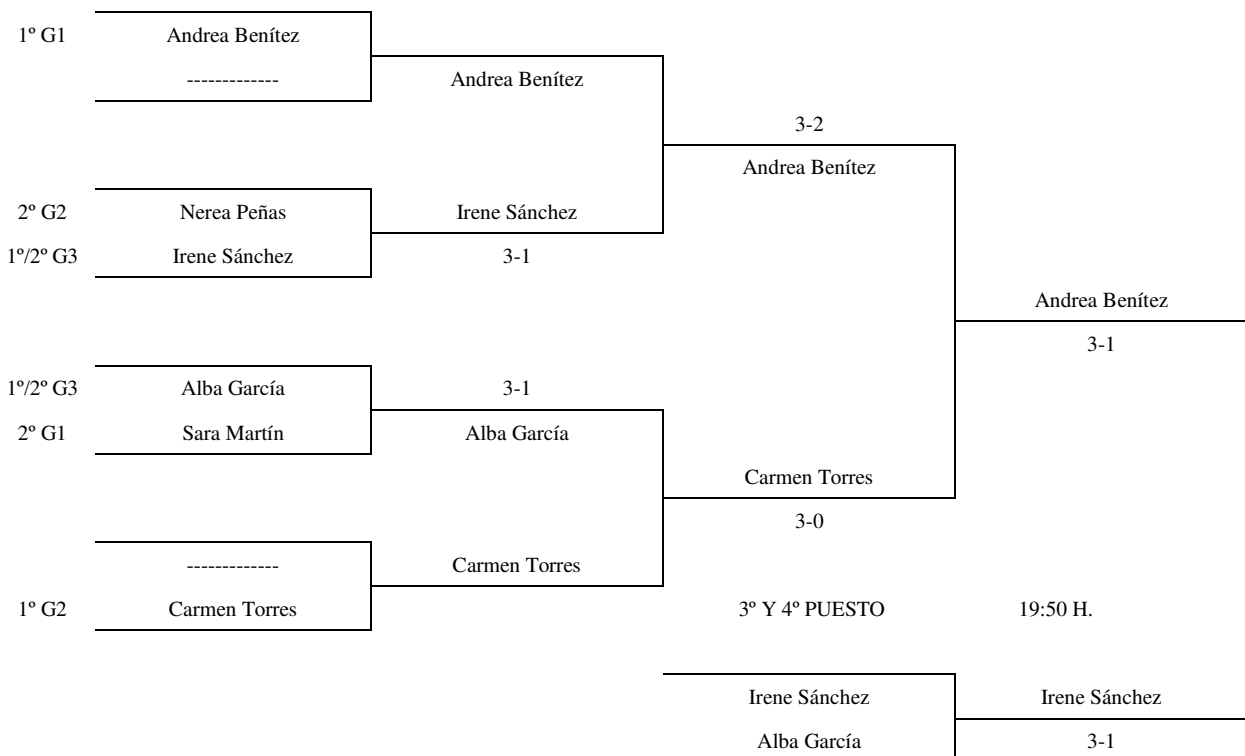 1º G1 Andrea Benítez
------------- Andrea Benítez
3-2
Andrea Benítez
2º G2 Nerea Peñas Irene Sánchez
1º/2º G3 Irene Sánchez 3-1
Andrea Benítez
3-1
1º/2º G3 Alba García 3-1
2º G1 Sara Martín Alba García
Carmen Torres
3-0
------------- Carmen Torres
1º G2 Carmen Torres 3º Y 4º PUESTO 19:50 H.
Irene Sánchez Irene Sánchez
Alba García 3-1